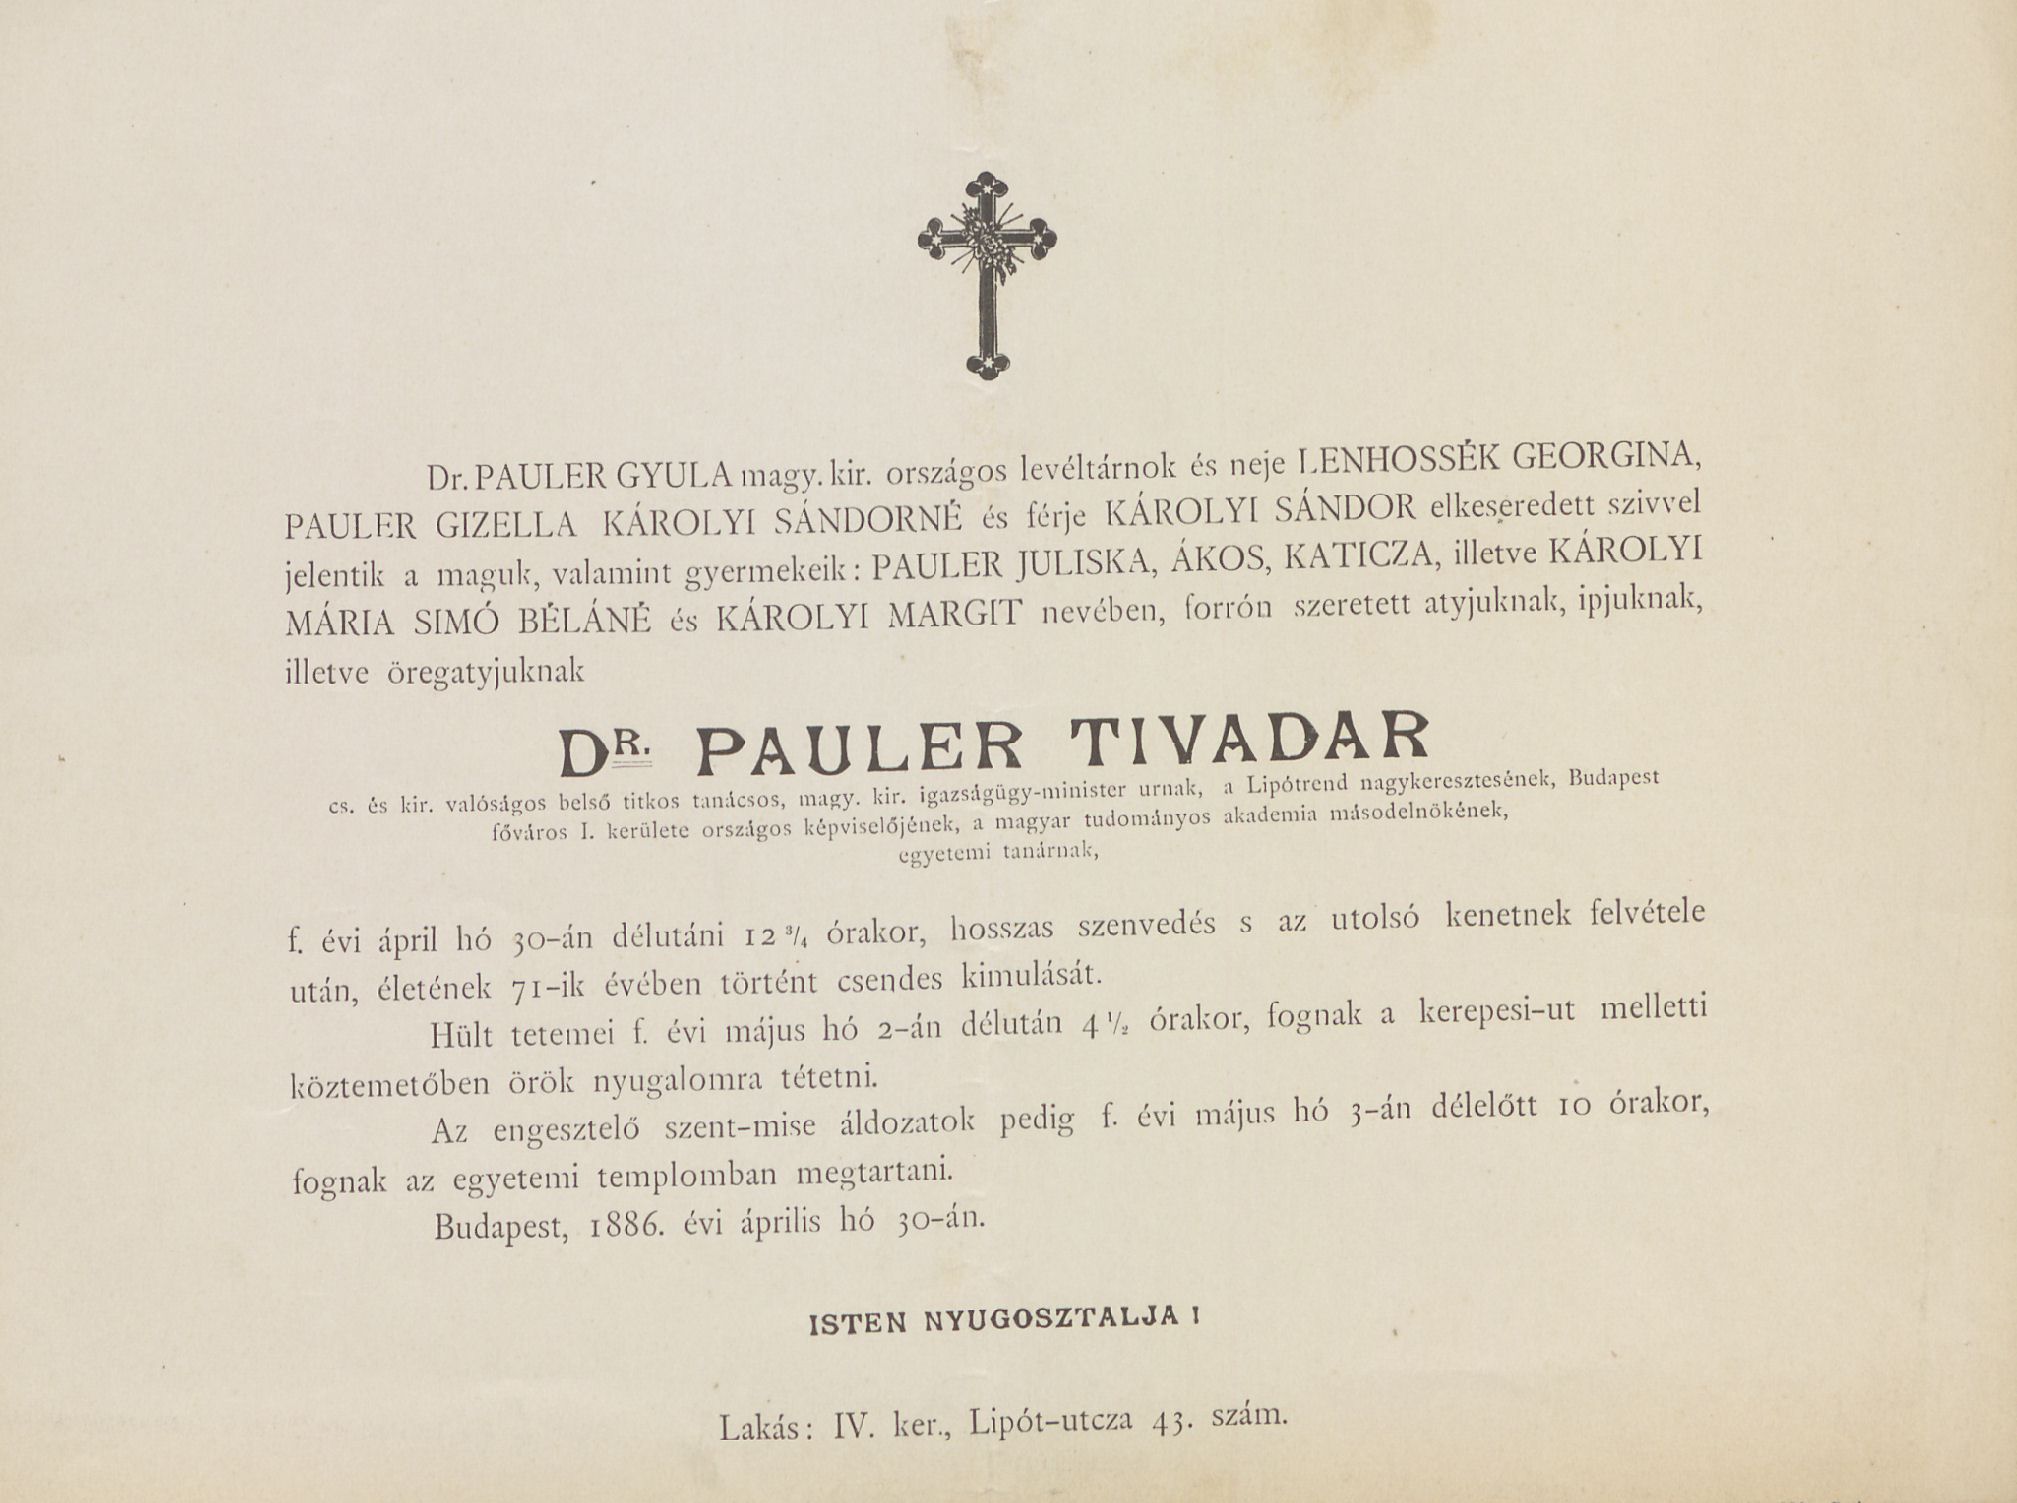 Dr. PAULER GYULA magy. kir. országos levéltárnok és neje LENHOSSÉK GEORGINA,
PAULER GIZELLA KÁROLYI SÁNDORNÉ és férje KÁROLYI SÁNDOR elkeseredett szivvel
jelentik a maguk, valamint gyermekeik: PAULER JULISKA, ÁKOS, KATICZA, illetve KÁROLYI
MÁRIA SIMÓ BÉLÁNÉ és KÁROLYI MARGIT nevében, forrón szeretett atyjuknak, ipjuknak,
illetve öregatyjuknak
DR. PAULER TIVADAR
cs. és kir. valóságos belső titkos tanácsos, magy. kir. igazságügy-minister urnak, a Lipótrend nagykeresztesének, Budapest
főváros I. kerülete országos képviselőjének, a magyar tudományos akademia másodelnökének,
egyetemi tanárnak,
f. évi ápril hó 30-án délutáni 12 3/4 órakor, hosszas szenvedés s az utolsó kenetnek felvétele
után, életének 71-ik évében történt csendes kimulását.
Hült tetemei f. évi május hó 2-án délután 4 1/2 órakor, fognak a kerepesi-ut melletti
köztemetőben örök nyugalomra tétetni.
Az engesztelő szent-mise áldozatok pedig f. évi május hó 3-án délelőtt 10 órakor,
fognak az egyetemi templomban megtartani.
Budapest, 1886. évi április hó 30-án.
ISTEN NYUGOSZTALJA!
Lakás: IV. ker., Lipót-utcza 43. szám.